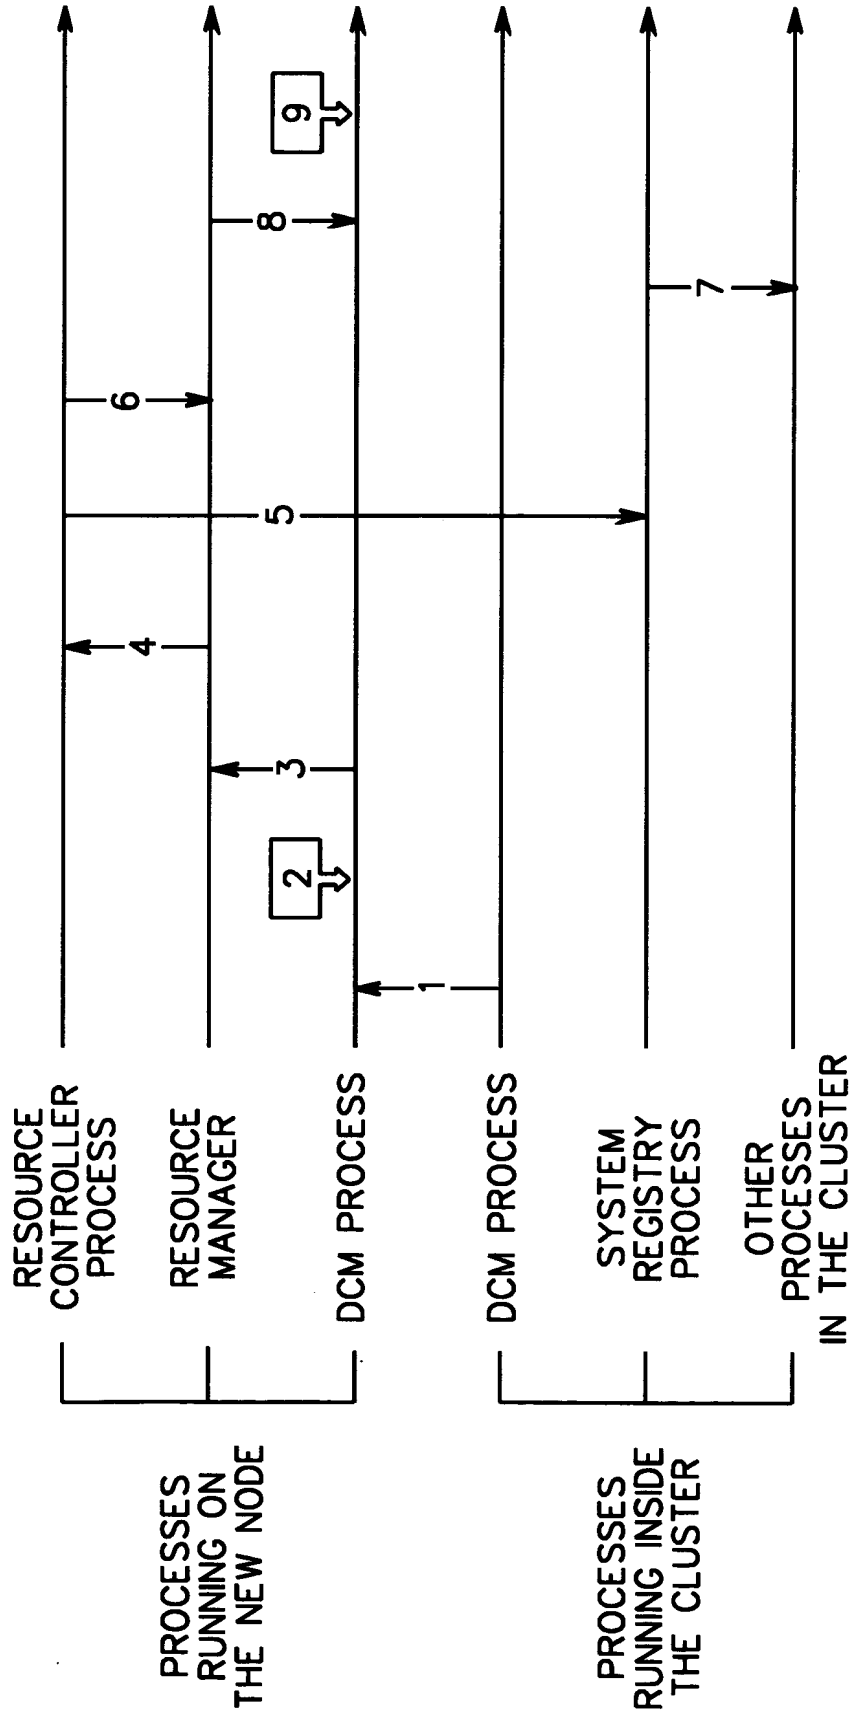 PROCESSES
RUNNING ON
THE NEW NODE
RESOURCE
CONTROLLER
PROCESS
RESOURCE
MANAGER
DCM PROCESS
PROCESSES
RUNNING INSIDE
THE CLUSTER
DCM PROCESS
SYSTEM
REGISTRY
PROCESS
OTHER
PROCESSES
IN THE CLUSTER
1
2
3
4
5
6
7
8
9